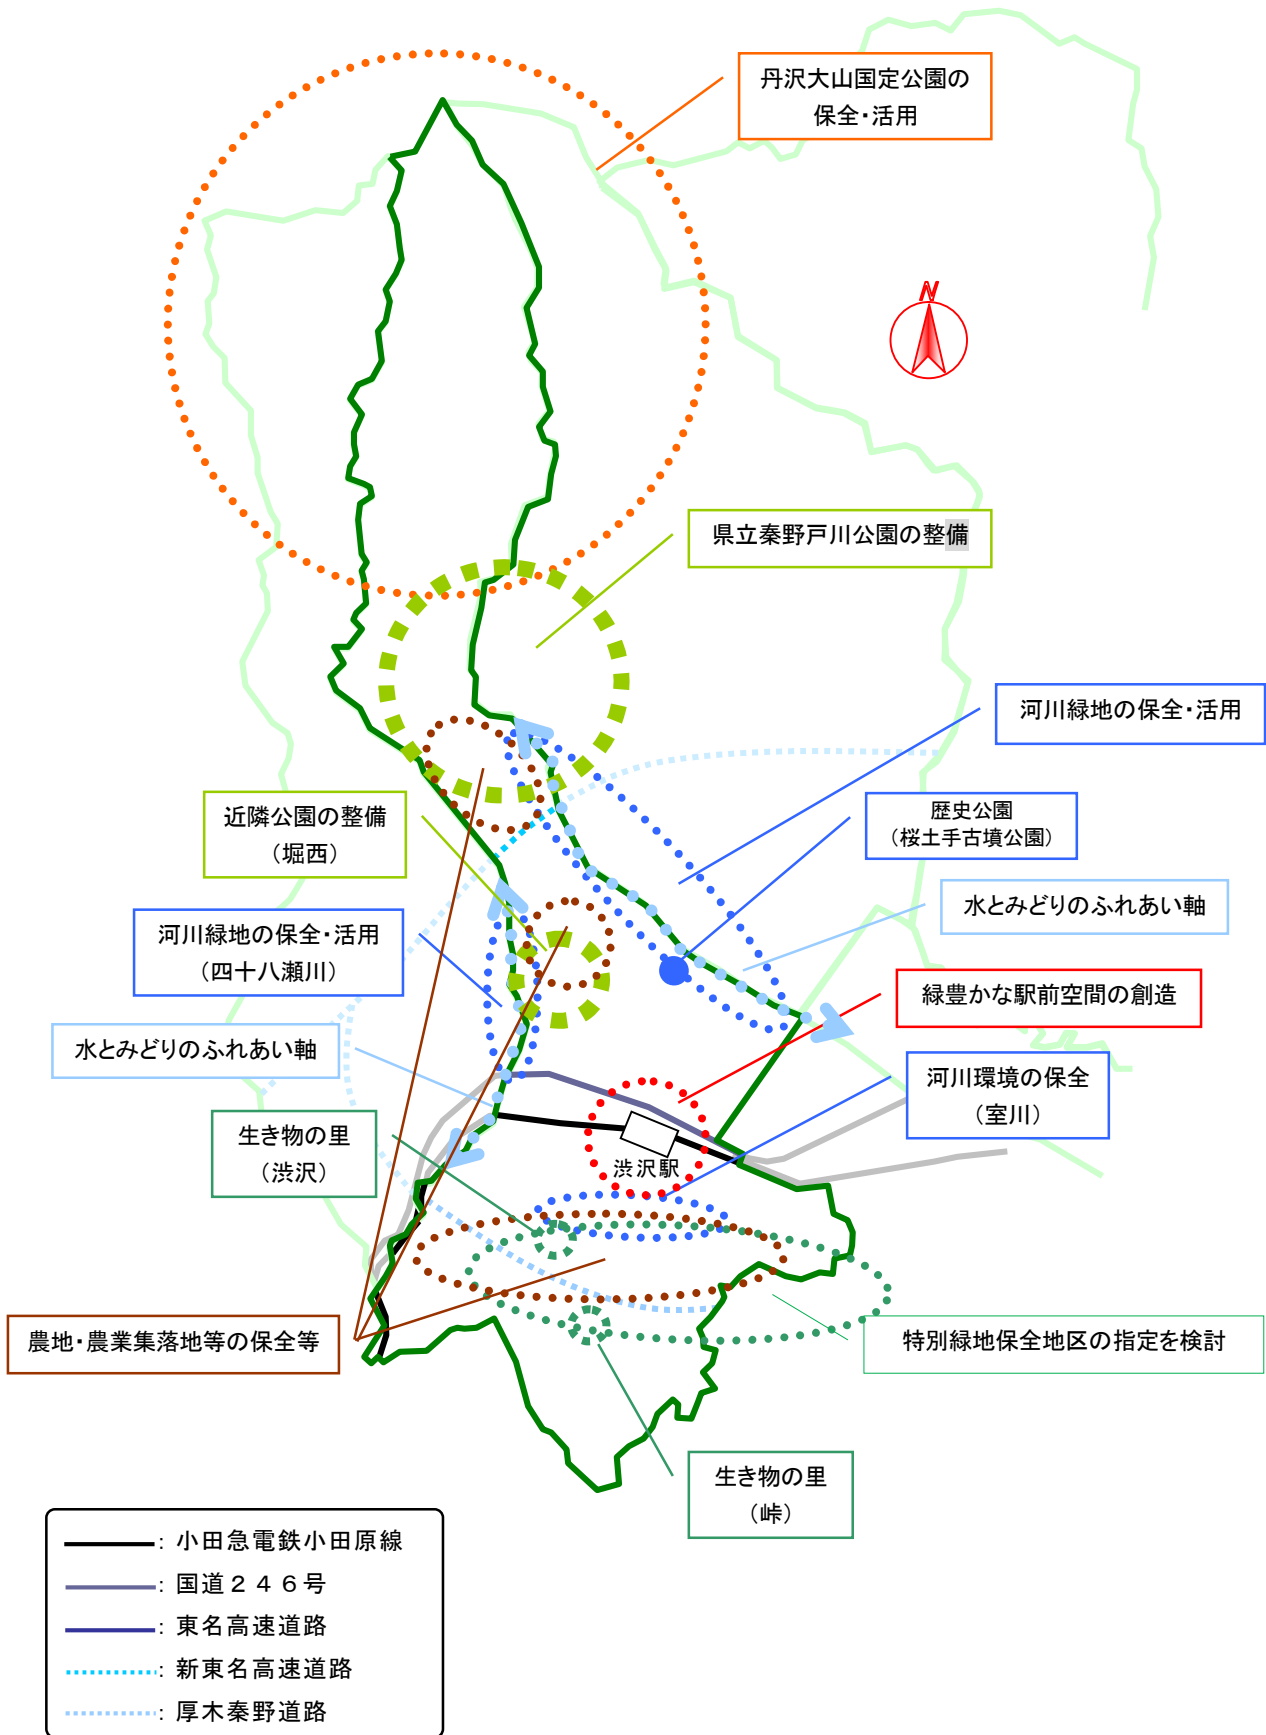 丹沢大山国定公園の
保全・活用
N
県立秦野戸川公園の整備
河川緑地の保全・活用
近隣公園の整備
（堀西）
歴史公園
（桜土手古墳公園）
水とみどりのふれあい軸
河川緑地の保全・活用
（四十八瀬川）
緑豊かな駅前空間の創造
水とみどりのふれあい軸
河川環境の保全
（室川）
生き物の里
（渋沢）
渋沢駅
農地・農業集落地等の保全等
特別緑地保全地区の指定を検討
生き物の里
（峠）
：小田急電鉄小田原線
：国道２４６号
：東名高速道路
：新東名高速道路
：厚木秦野道路